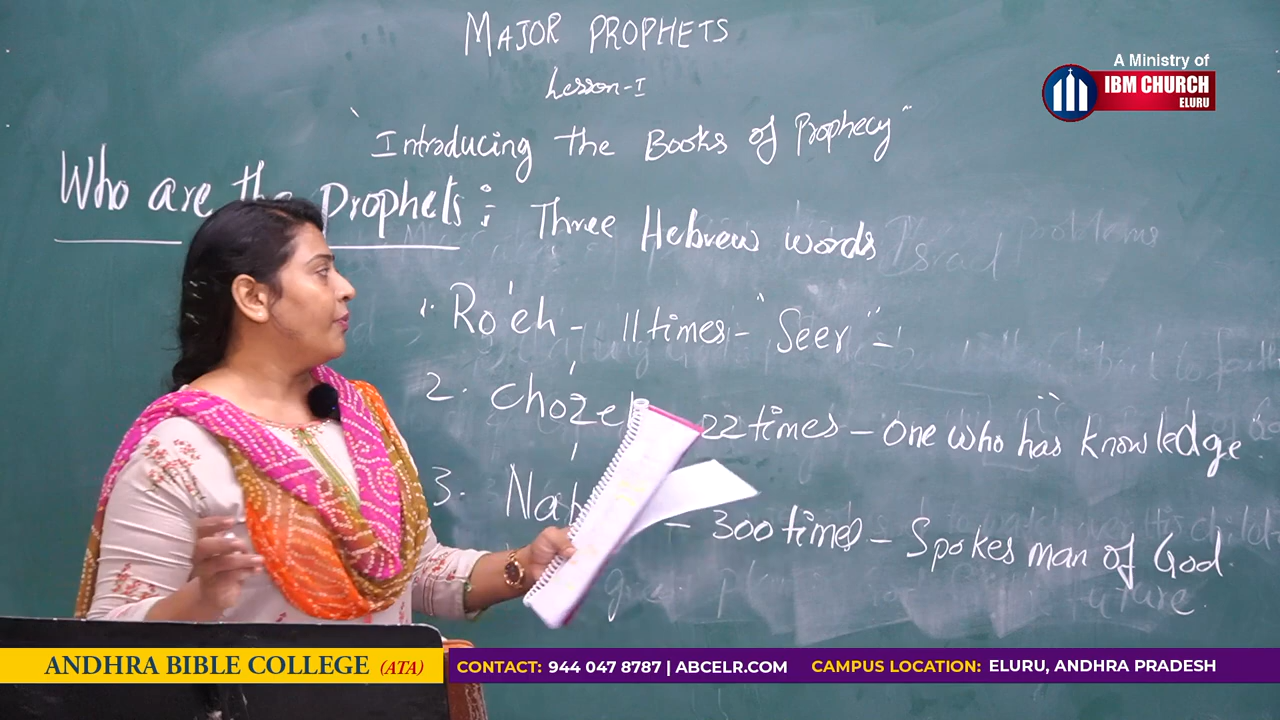 MAJOR PROPHETS
Lesson-I
"Introducing the Books of Prophecy"
Who are the Prophets : Three Hebrew words
1. Ro'eh - 11 times - "Seer" -
2. Choze 22 times - One who has knowledge
3. - 300 times - Spokes man of God
A Ministry of
IBM CHURCH
ELURU
ANDHRA BIBLE COLLEGE (ATA)
CONTACT: 944 047 8787 | ABCELR.COM CAMPUS LOCATION: ELURU, ANDHRA PRADESH